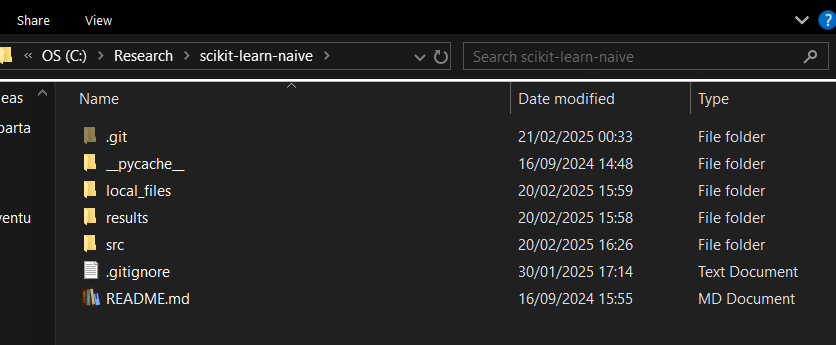 Share View
?
« OS (C:) > Research > scikit-learn-naive >
Search scikit-learn-naive
eas
parta
ventu
Name Date modified Type
.git 21/02/2025 00:33 File folder
__pycache__ 16/09/2024 14:48 File folder
local_files 20/02/2025 15:59 File folder
results 20/02/2025 15:58 File folder
src 20/02/2025 16:26 File folder
.gitignore 30/01/2025 17:14 Text Document
README.md 16/09/2024 15:55 MD Document